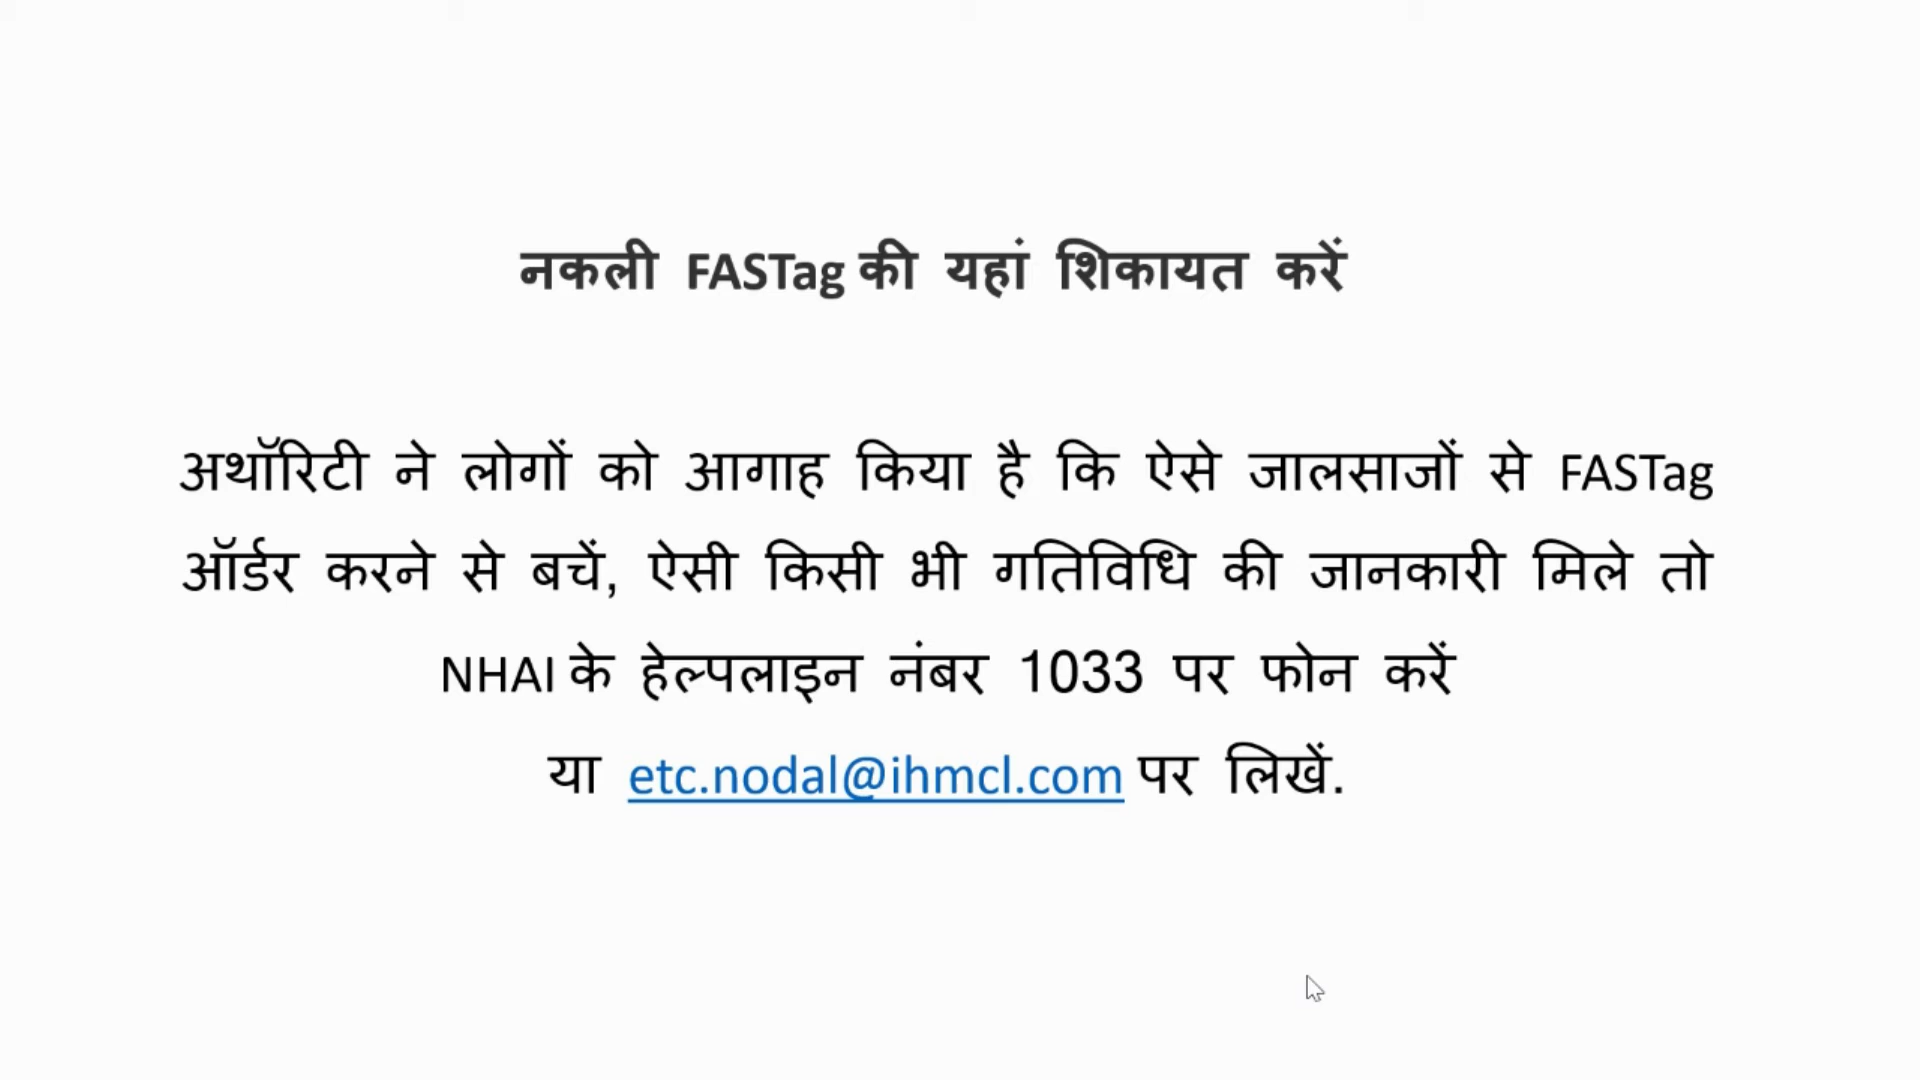 नकली FASTag की यहां शिकायत करें
अथॉरिटी ने लोगों को आगाह किया है कि ऐसे जालसाजों से FASTag
ऑर्डर करने से बचें, ऐसी किसी भी गतिविधि की जानकारी मिले तो
NHAI के हेल्पलाइन नंबर 1033 पर फोन करें
या etc.nodal@ihmcl.com पर लिखें.